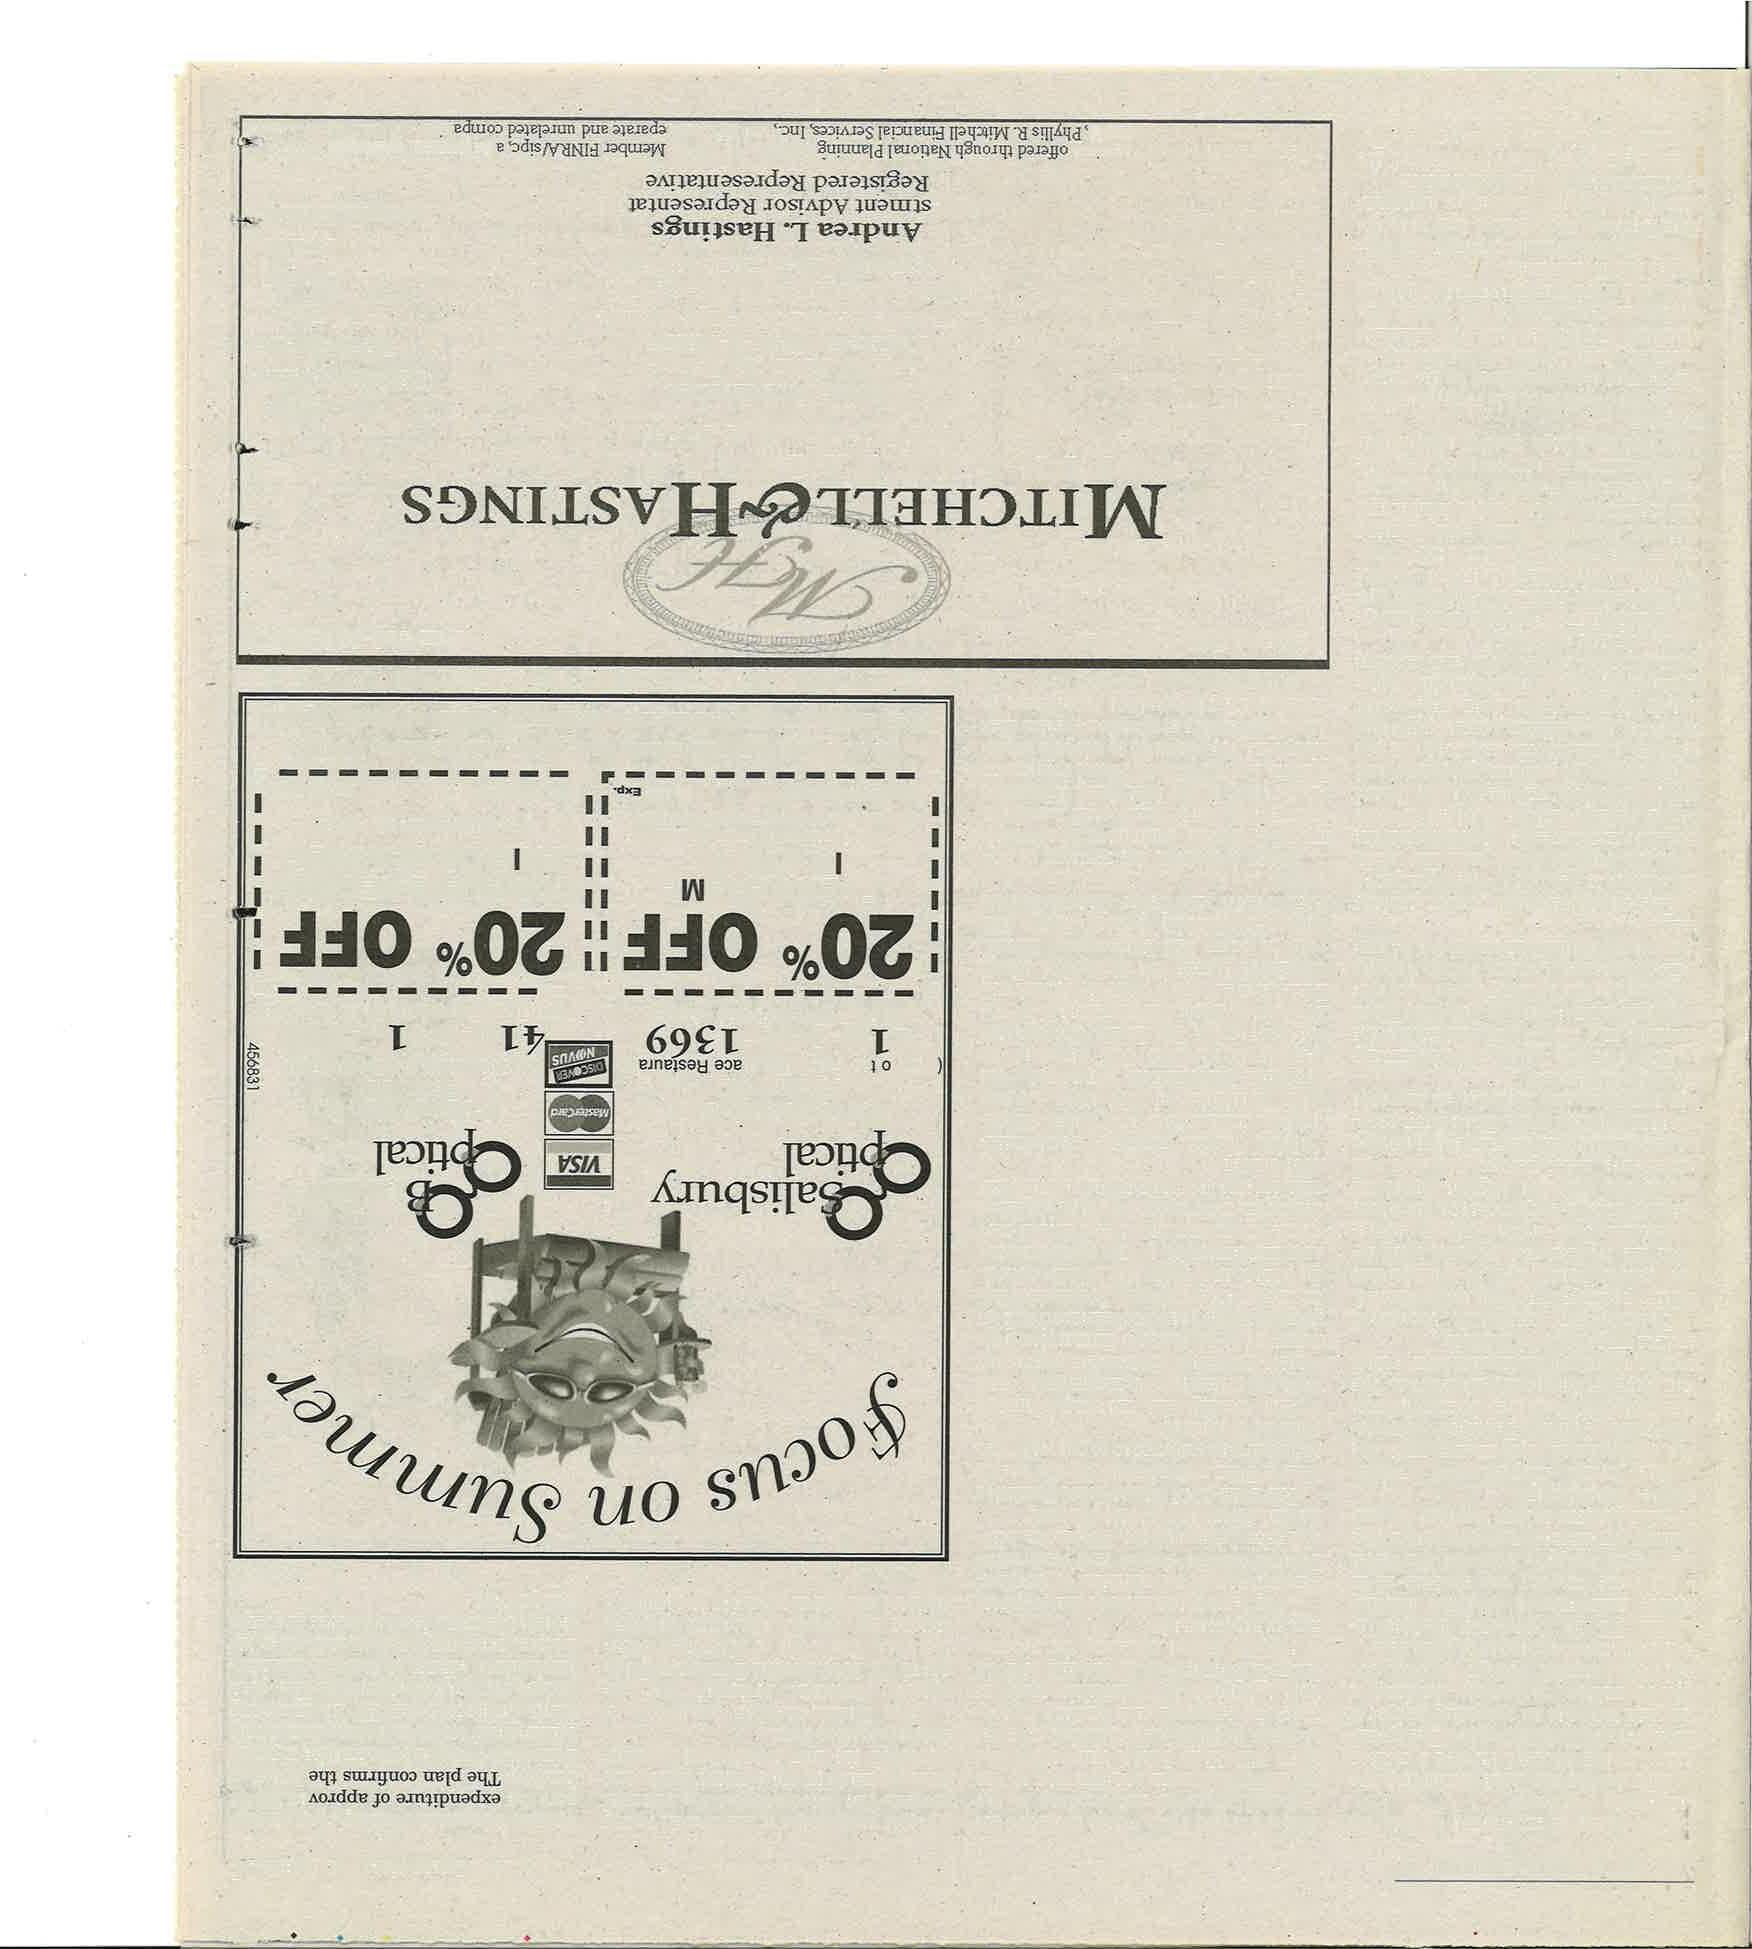 expenditure of approv
The plan confirms the
Focus on Summer
Salisbury
Optical
B
Optical
VISA
MasterCard
DISCOVER
NOVUS
( o t ace Restaura
1 1369 41 1
456831
20% OFF 20% OFF
M
Exp.
MH
MITCHELL & HASTINGS
Andrea L. Hastings
stment Advisor Representat
Registered Representative
offered through National Planning Member FINRA/sipc, a
, Phyllis R. Mitchell Financial Services, Inc., eparate and unrelated compa